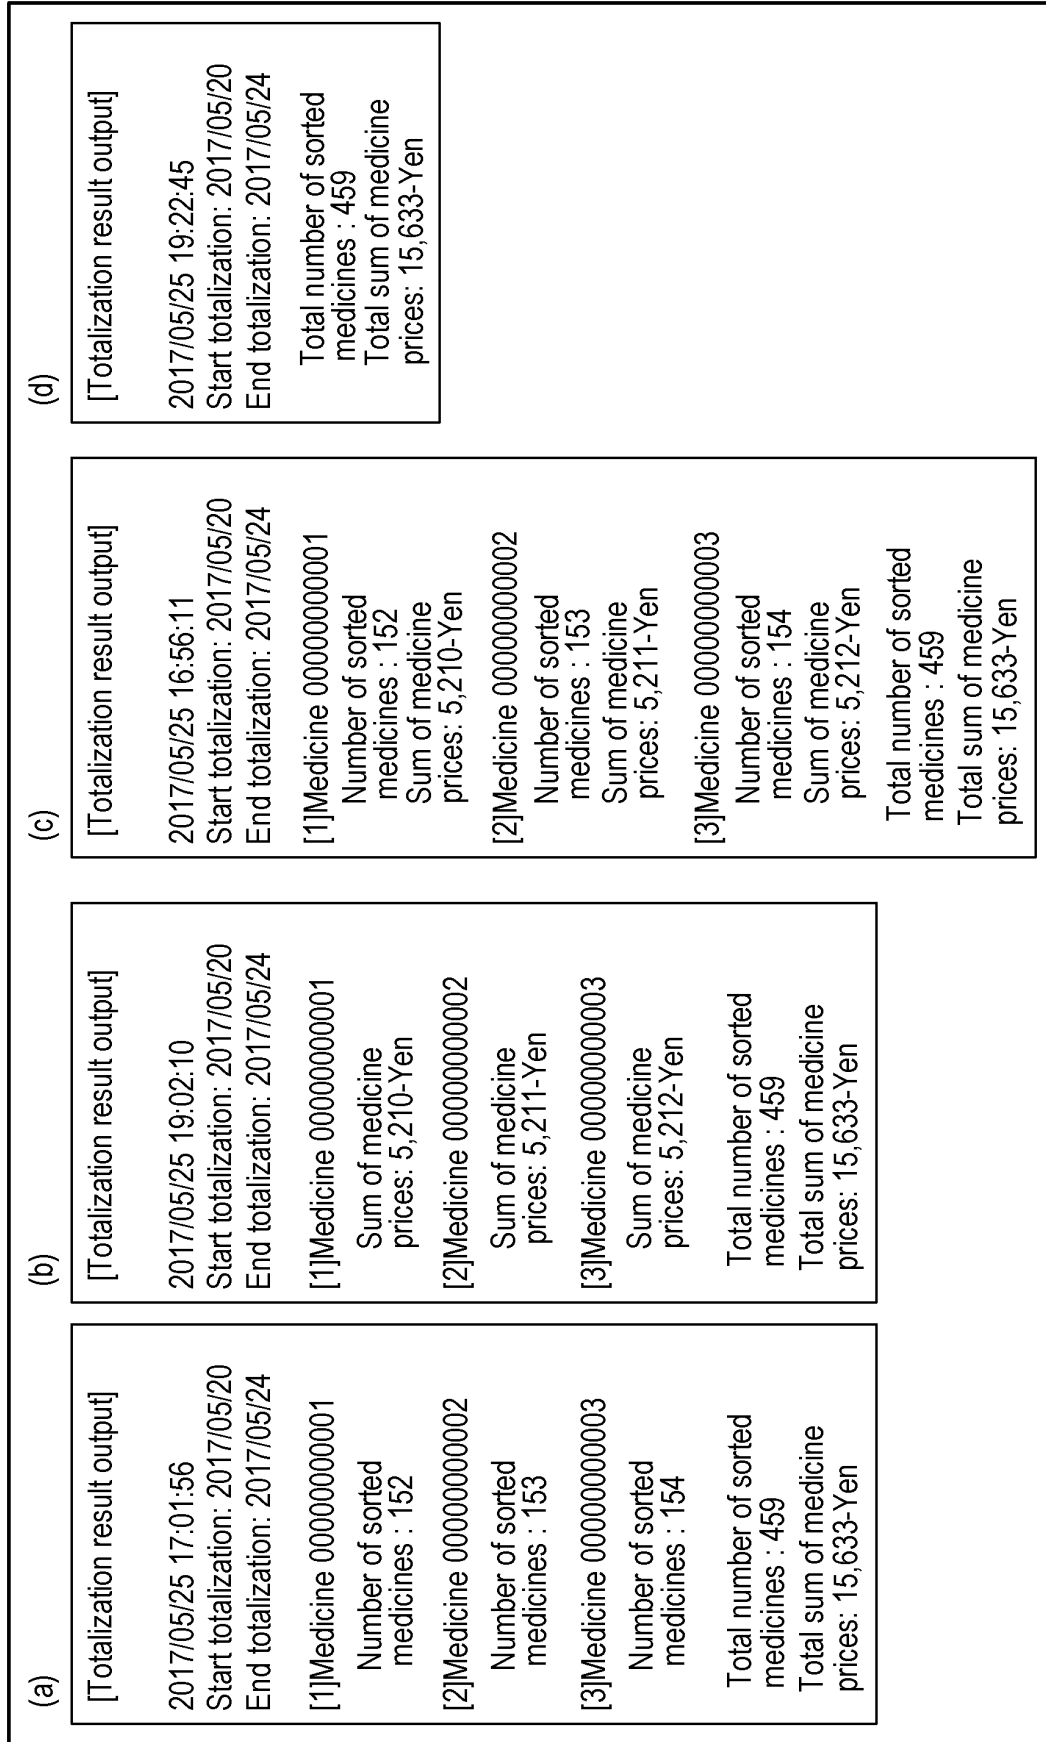 (a)
[Totalization result output]
2017/05/25 17:01:56
Start totalization: 2017/05/20
End totalization: 2017/05/24
[1]Medicine 00000000001
Number of sorted
medicines : 152
[2]Medicine 0000000002
Number of sorted
medicines : 153
[3]Medicine 0000000003
Number of sorted
medicines : 154
Total number of sorted
medicines : 459
Total sum of medicine
prices: 15,633-Yen
(b)
[Totalization result output]
2017/05/25 19:02:10
Start totalization: 2017/05/20
End totalization: 2017/05/24
[1]Medicine 00000000001
Sum of medicine
prices: 5,210-Yen
[2]Medicine 0000000002
Sum of medicine
prices: 5,211-Yen
[3]Medicine 0000000003
Sum of medicine
prices: 5,212-Yen
Total number of sorted
medicines : 459
Total sum of medicine
prices: 15,633-Yen
(c)
[Totalization result output]
2017/05/25 16:56:11
Start totalization: 2017/05/20
End totalization: 2017/05/24
[1]Medicine 00000000001
Number of sorted
medicines : 152
Sum of medicine
prices: 5,210-Yen
[2]Medicine 00000000002
Number of sorted
medicines : 153
Sum of medicine
prices: 5,211-Yen
[3]Medicine 00000000003
Number of sorted
medicines : 154
Sum of medicine
prices: 5,212-Yen
Total number of sorted
medicines : 459
Total sum of medicine
prices: 15,633-Yen
(d)
[Totalization result output]
2017/05/25 19:22:45
Start totalization: 2017/05/20
End totalization: 2017/05/24
Total number of sorted
medicines : 459
Total sum of medicine
prices: 15,633-Yen